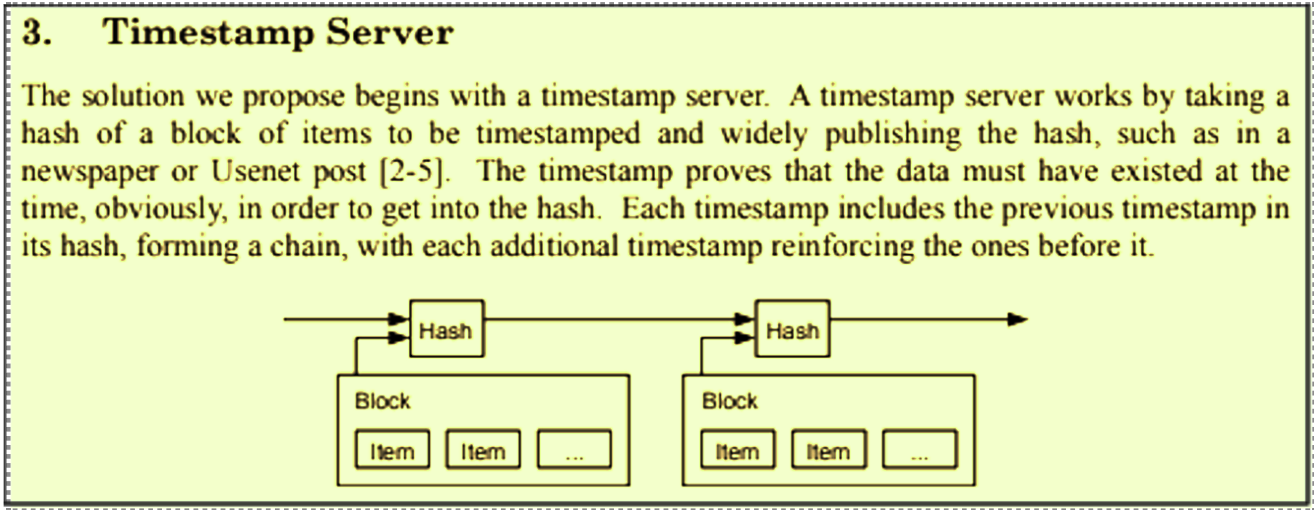 3. Timestamp Server
The solution we propose begins with a timestamp server. A timestamp server works by taking a
hash of a block of items to be timestamped and widely publishing the hash, such as in a
newspaper or Usenet post [2-5]. The timestamp proves that the data must have existed at the
time, obviously, in order to get into the hash. Each timestamp includes the previous timestamp in
its hash, forming a chain, with each additional timestamp reinforcing the ones before it.
Hash
Hash
Block
Item Item ...
Block
Item Item ...